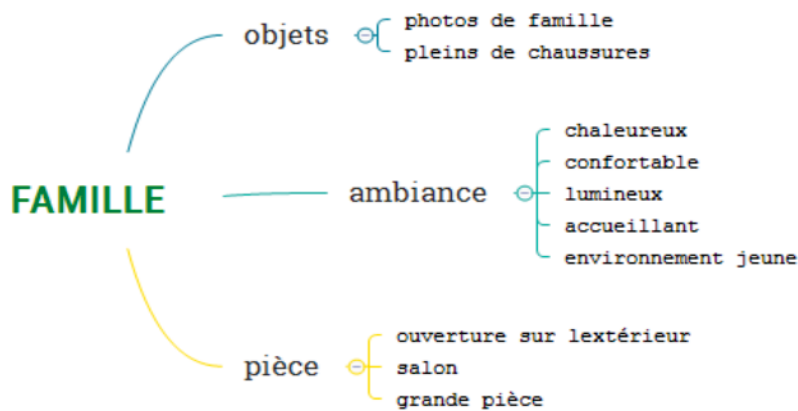 FAMILLE
objets
photos de famille
pleins de chaussures
ambiance
chaleureux
confortable
lumineux
accueillant
environnement jeune
pièce
ouverture sur lextérieur
salon
grande pièce